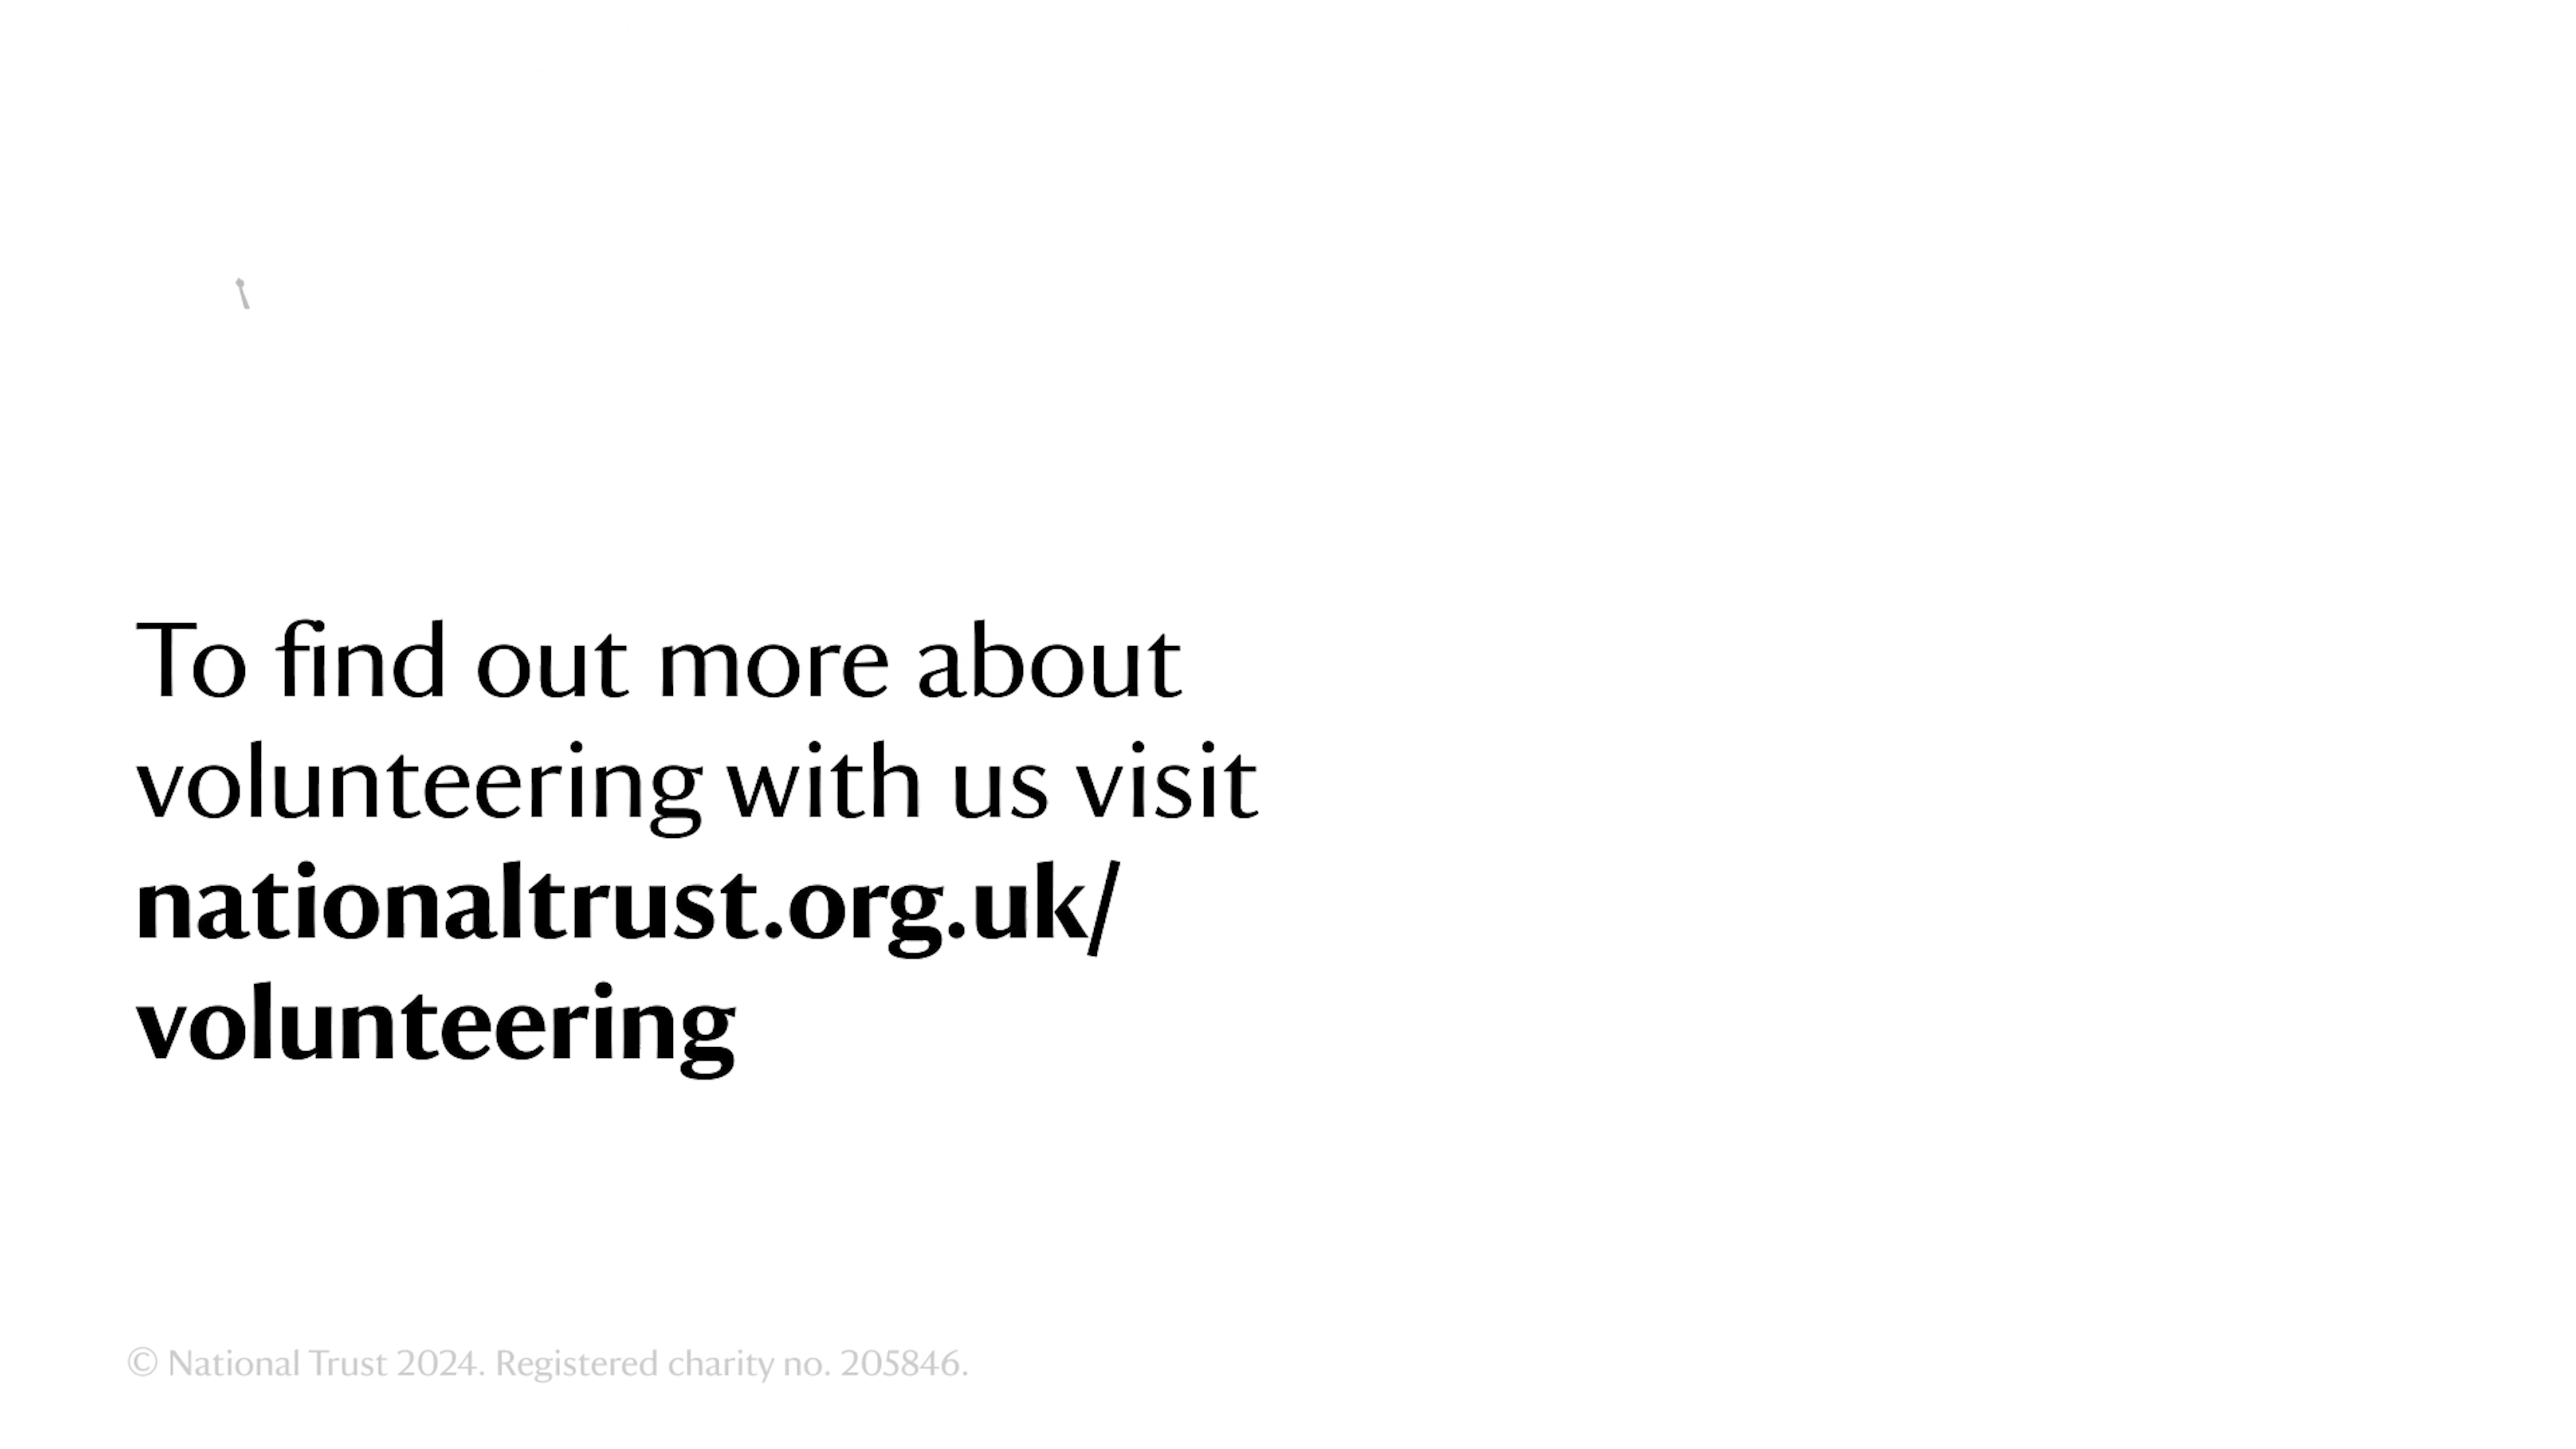 To find out more about
volunteering with us visit
nationaltrust.org.uk/
volunteering
© National Trust 2024. Registered charity no. 205846.